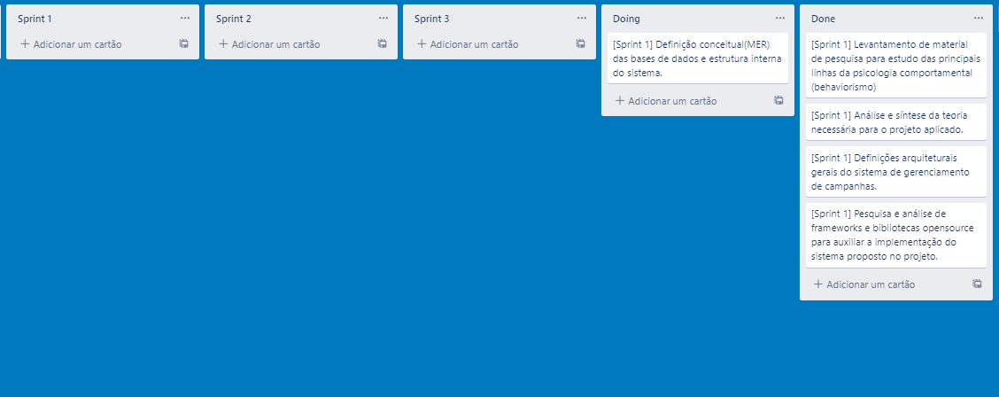 Sprint 1
Adicionar um cartão
Sprint 2
Adicionar um cartão
Sprint 3
Adicionar um cartão
Doing
[Sprint 1] Definição conceitual(MER)
das bases de dados e estrutura interna
do sistema.
Adicionar um cartão
Done
[Sprint 1] Levantamento de material
de pesquisa para estudo das principais
linhas da psicologia comportamental
(behaviorismo)
[Sprint 1] Análise e síntese da teoria
necessária para o projeto aplicado.
[Sprint 1] Definições arquiteturais
gerais do sistema de gerenciamento
de campanhas.
[Sprint 1] Pesquisa e análise de
frameworks e bibliotecas opensource
para auxiliar a implementação do
sistema proposto no projeto.
Adicionar um cartão